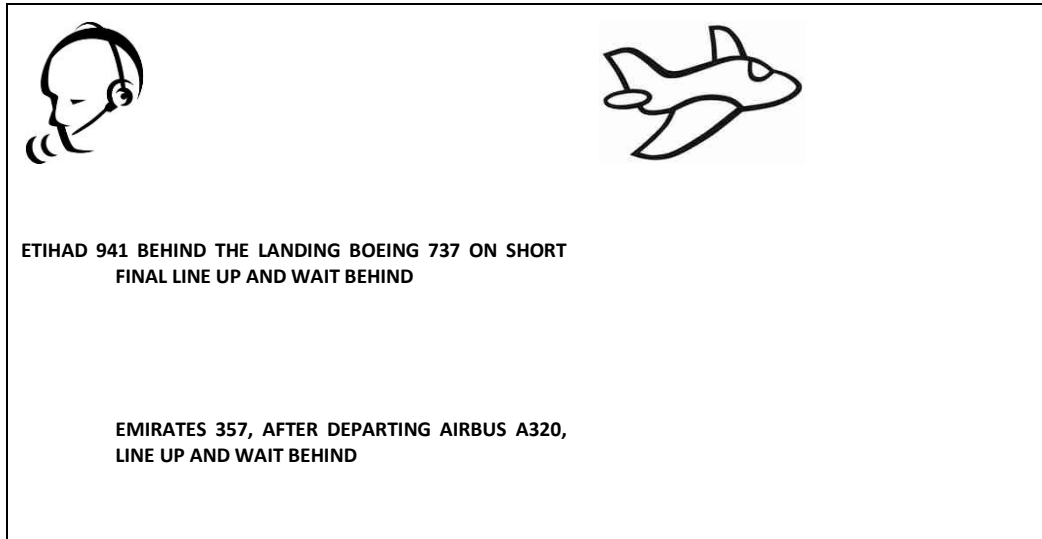 ETIHAD 941 BEHIND THE LANDING BOEING 737 ON SHORT
FINAL LINE UP AND WAIT BEHIND
EMIRATES 357, AFTER DEPARTING AIRBUS A320,
LINE UP AND WAIT BEHIND